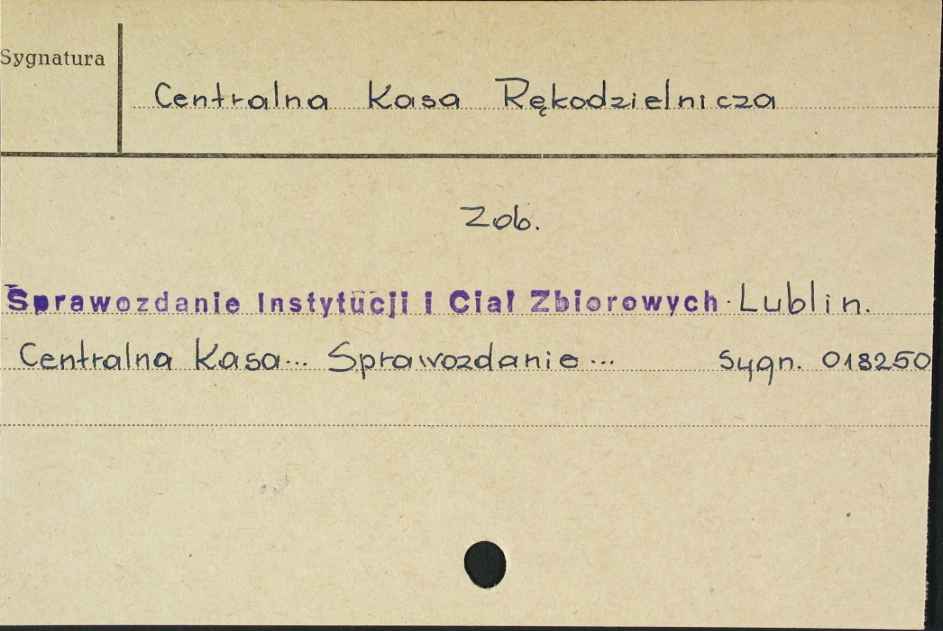 Sygnatura
Centralna Kasa Rękodzielnicza
Zob.
Sprawozdanie Instytucji i Ciał Zbiorowych. Lublin.
Centralna Kasa... Sprawozdanie... Sygn. 018250